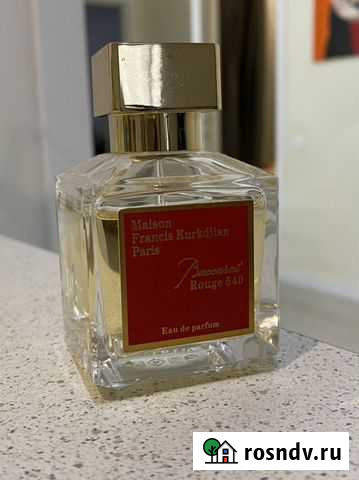 Maison
Francis Kurkdjian
Paris
Baccarat
Rouge 540
Eau de parfum
rosndv.ru